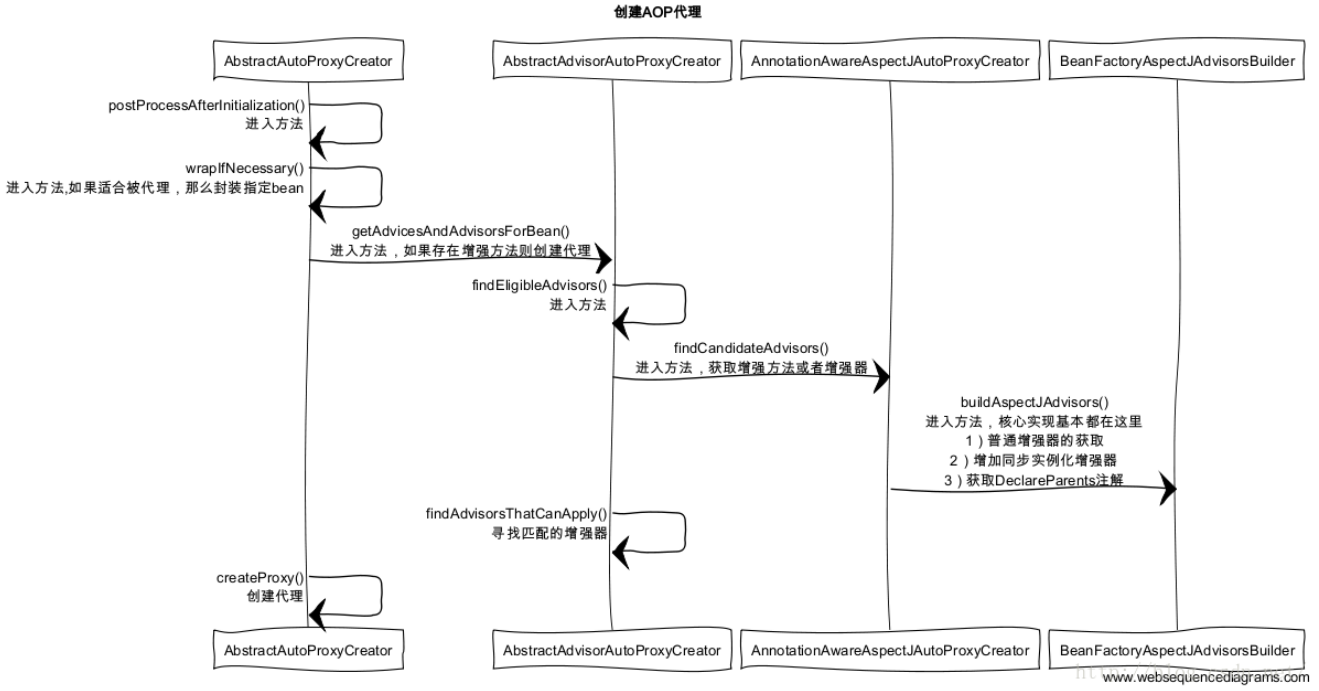 创建AOP代理
AbstractAutoProxyCreator
AbstractAdvisorAutoProxyCreator
AnnotationAwareAspectJAutoProxyCreator
BeanFactoryAspectJAdvisorsBuilder
postProcessAfterInitialization()
进入方法
wrapIfNecessary()
进入方法,如果适合被代理，那么封装指定bean
getAdvicesAndAdvisorsForBean()
进入方法，如果存在增强方法则创建代理
findEligibleAdvisors()
进入方法
findCandidateAdvisors()
进入方法，获取增强方法或者增强器
buildAspectJAdvisors()
进入方法，核心实现基本都在这里
1）普通增强器的获取
2）增加同步实例化增强器
3）获取DeclareParents注解
findAdvisorsThatCanApply()
寻找匹配的增强器
createProxy()
创建代理
AbstractAutoProxyCreator
AbstractAdvisorAutoProxyCreator
AnnotationAwareAspectJAutoProxyCreator
BeanFactoryAspectJAdvisorsBuilder
www.websequencediagrams.com